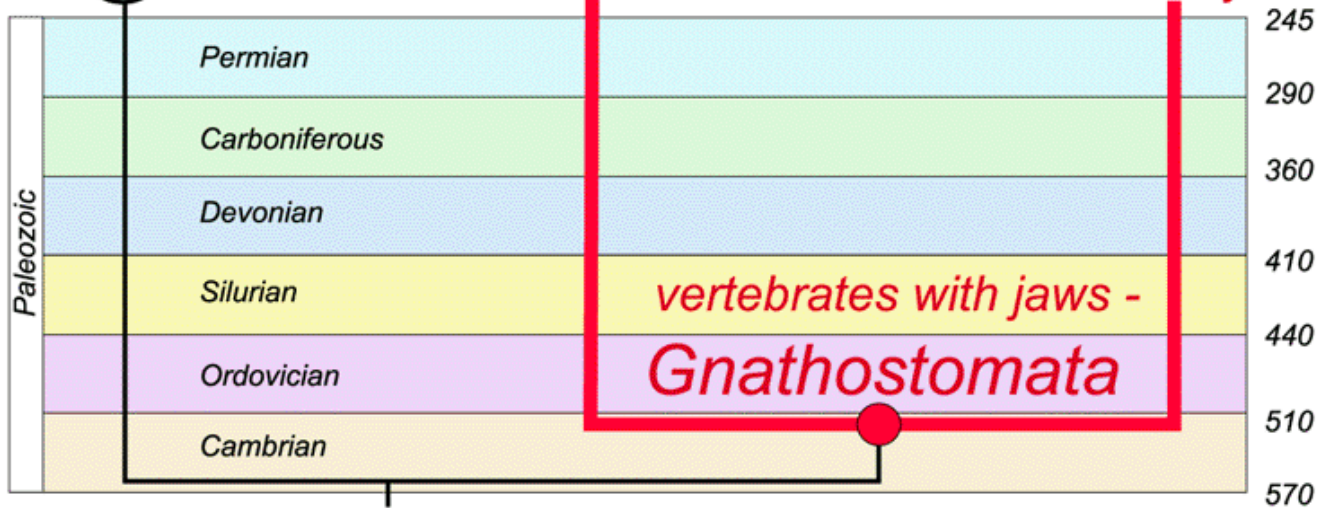 245
Permian
290
Carboniferous
360
Devonian
410
Paleozoic
Silurian
vertebrates with jaws -
440
Ordovician
Gnathostomata
510
Cambrian
570